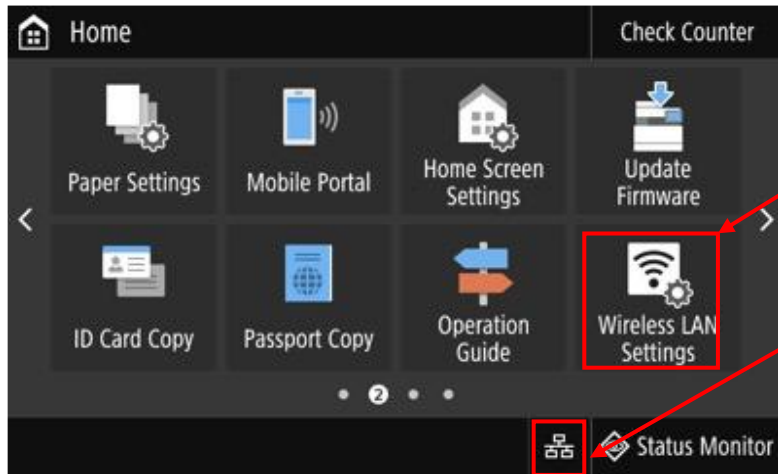 Home
Check Counter
Paper Settings
Mobile Portal
Home Screen
Settings
Update
Firmware
ID Card Copy
Passport Copy
Operation
Guide
Wireless LAN
Settings
2
Status Monitor